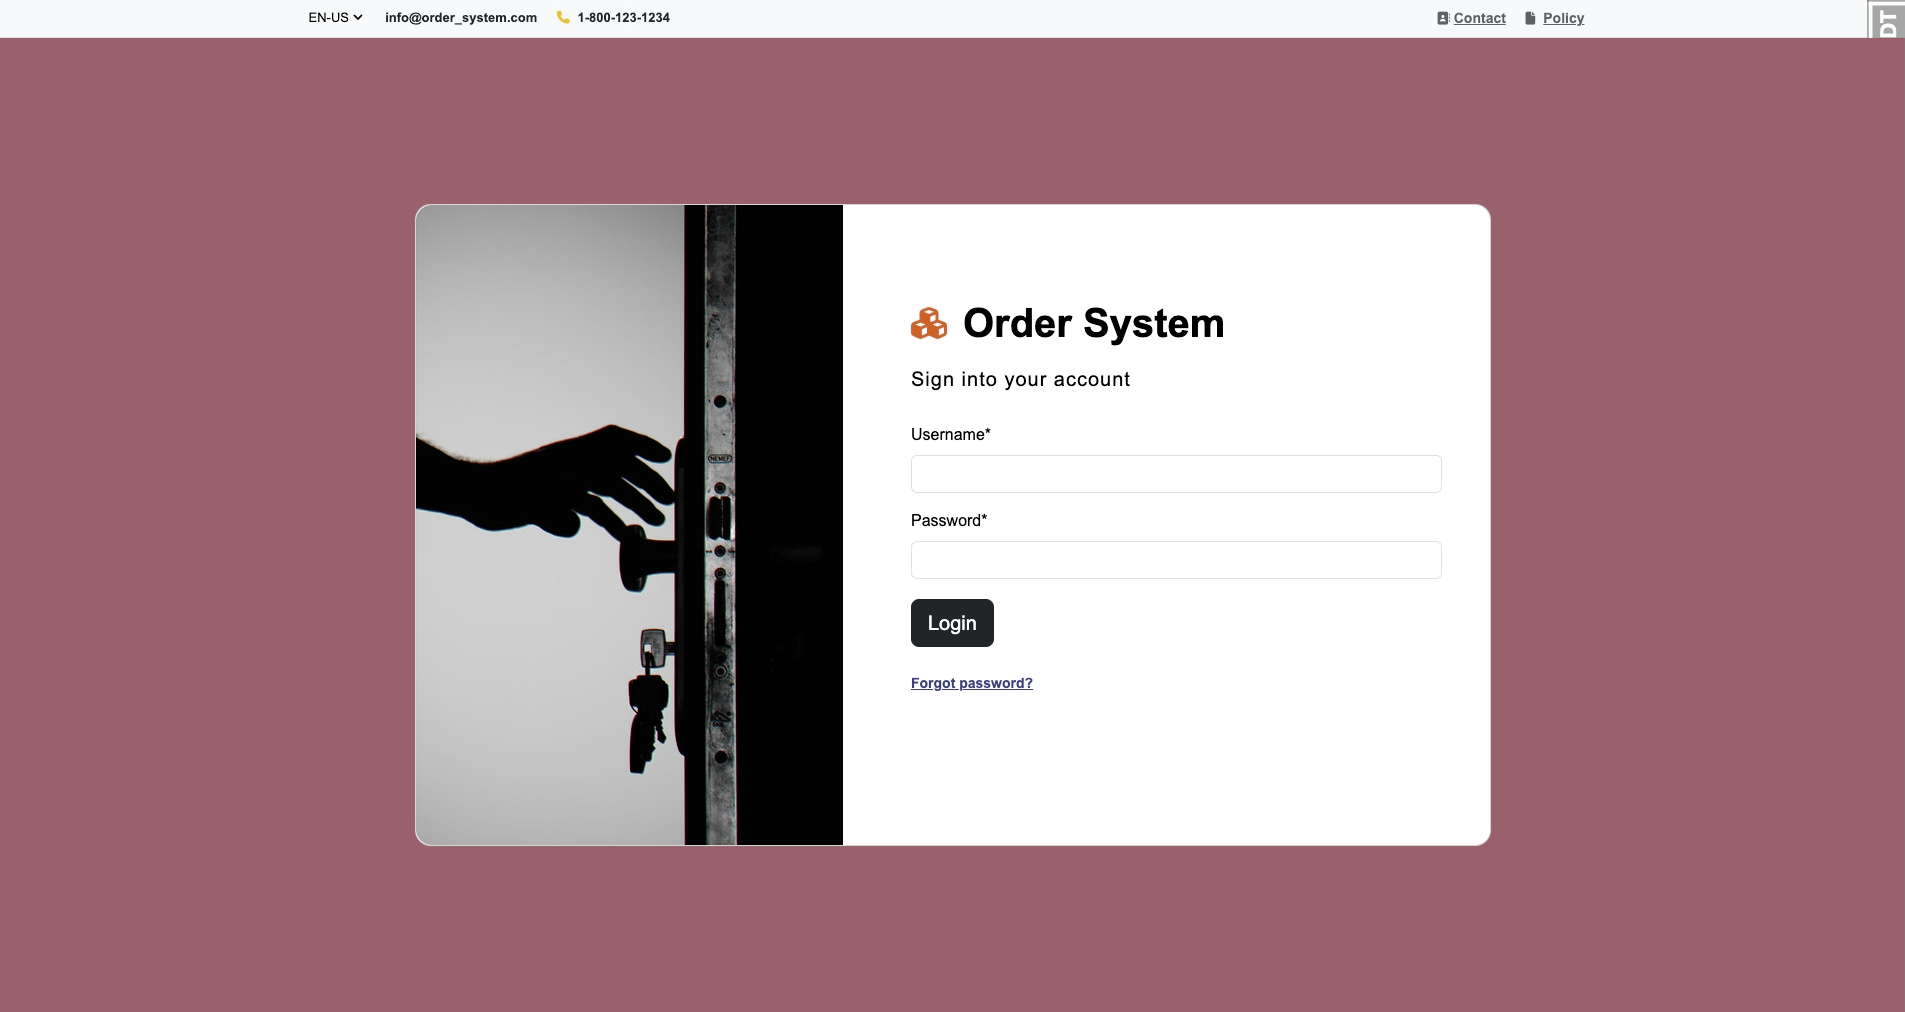 EN-US info@order_system.com 1-800-123-1234 Contact Policy
DT
Order System
Sign into your account
Username*
Password*
Login
Forgot password?